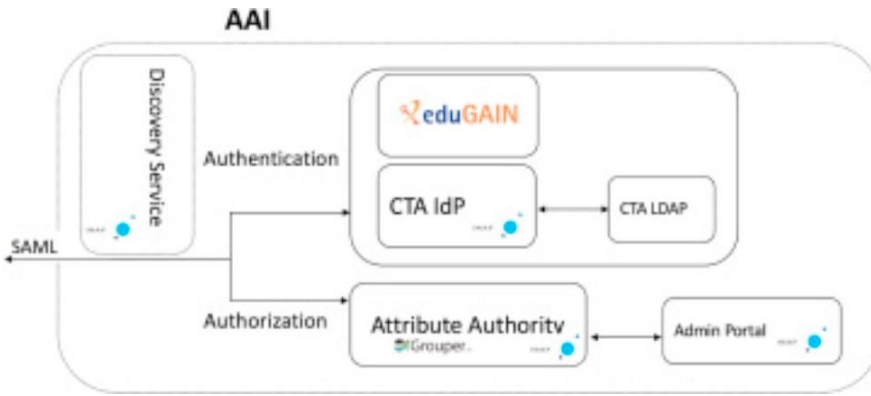 AAI
Discovery Service
eduGAIN
Authentication
CTA IdP
CTA LDAP
SAML
Authorization
Attribute Authority
Grouper
Admin Portal